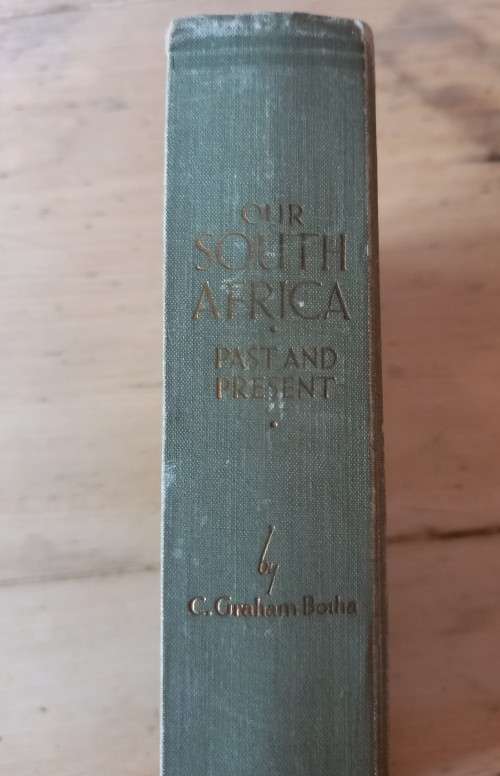 OUR
SOUTH
AFRICA
PAST AND
PRESENT
by
C. Graham Botha